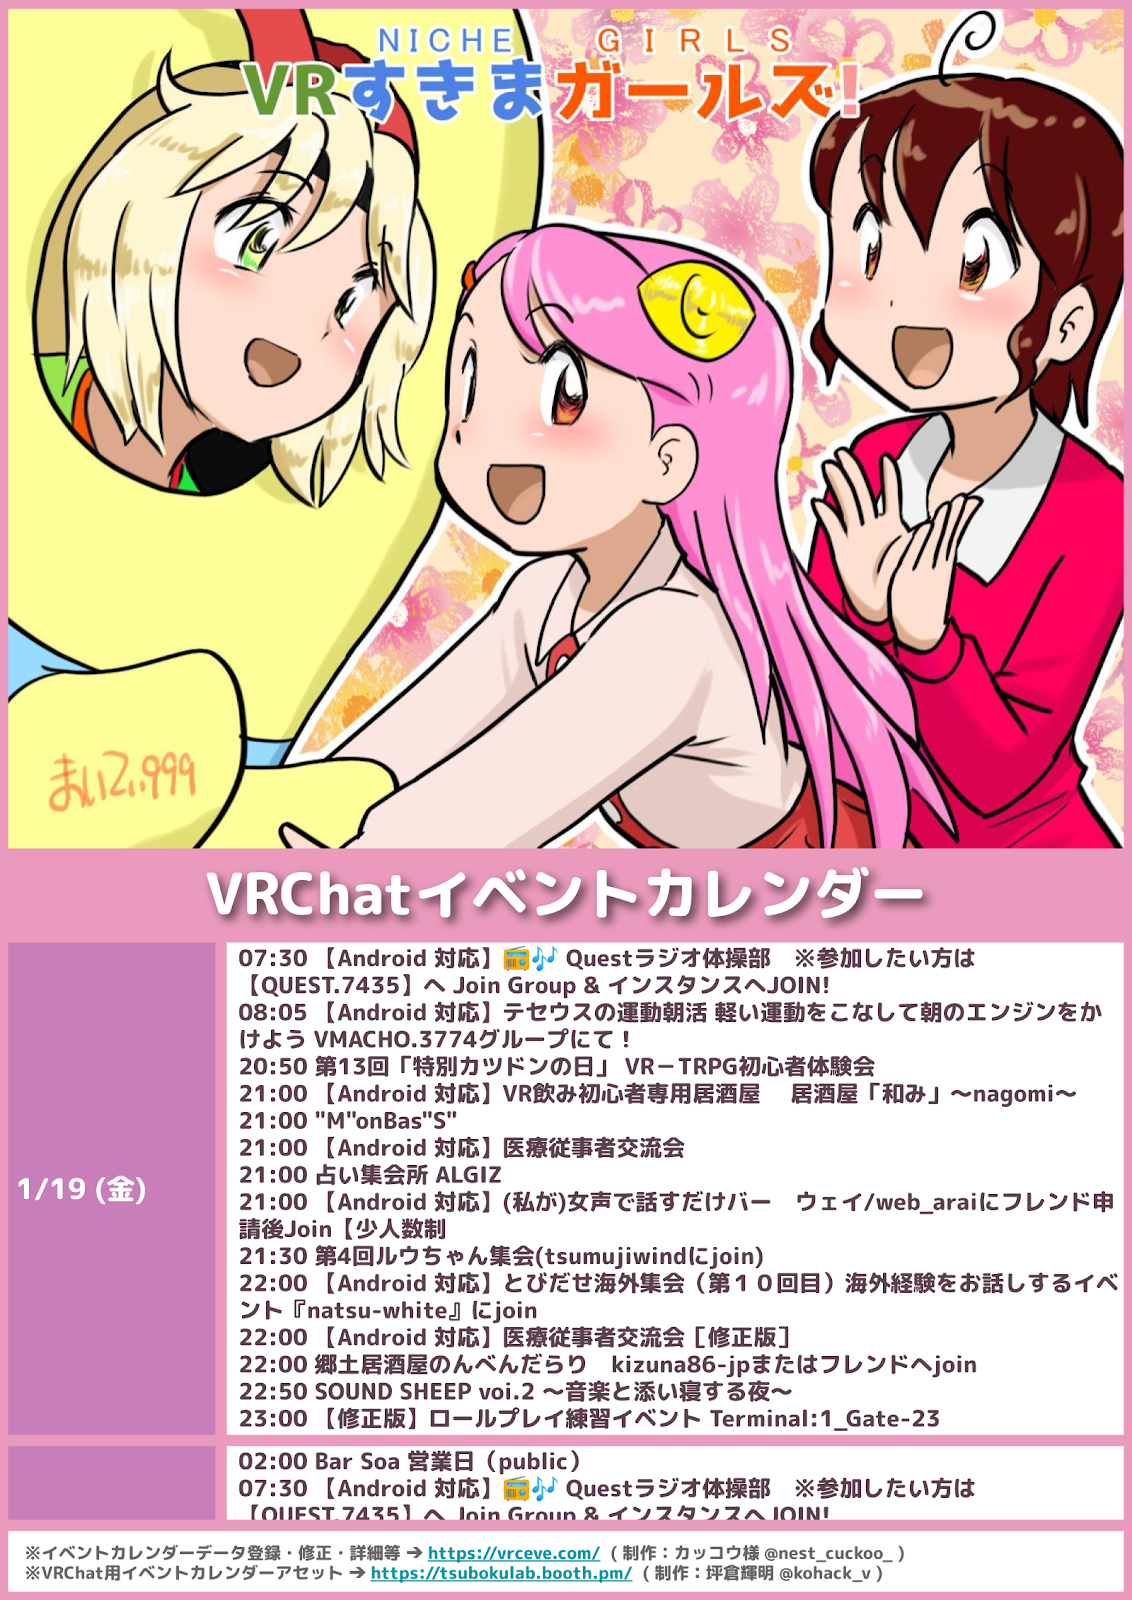 NICHE GIRLS
VRすきまガールズ!
まいてぃ999
VRChatイベントカレンダー
1/19 (金)
07:30 【Android 対応】📻🎶 Questラジオ体操部　※参加したい方は
【QUEST.7435】へ Join Group & インスタンスへJOIN!
08:05 【Android 対応】テセウスの運動朝活 軽い運動をこなして朝のエンジンをか
けよう VMACHO.3774グループにて！
20:50 第13回「特別カツドンの日」 VR－TRPG初心者体験会
21:00 【Android 対応】VR飲み初心者専用居酒屋　 居酒屋「和み」～nagomi～
21:00 "M"onBas"S"
21:00 【Android 対応】医療従事者交流会
21:00 占い集会所 ALGIZ
21:00 【Android 対応】(私が)女声で話すだけバー　ウェイ/web_araiにフレンド申
請後Join【少人数制
21:30 第4回ルウちゃん集会(tsumujiwindにjoin)
22:00 【Android 対応】とびだせ海外集会（第１０回目）海外経験をお話しするイベ
ント『natsu-white』にjoin
22:00 【Android 対応】医療従事者交流会［修正版］
22:00 郷土居酒屋のんべんだらり　kizuna86-jpまたはフレンドへjoin
22:50 SOUND SHEEP voi.2 ～音楽と添い寝する夜～
23:00 【修正版】ロールプレイ練習イベント Terminal:1_Gate-23
02:00 Bar Soa 営業日（public）
07:30 【Android 対応】📻🎶 Questラジオ体操部　※参加したい方は
【QUEST.7435】へ Join Group & インスタンスへJOIN!
※イベントカレンダーデータ登録・修正・詳細等 ➔ https://vrceve.com/ （制作：カッコウ様 @nest_cuckoo_ ）
※VRChat用イベントカレンダーアセット ➔ https://tsubokulab.booth.pm/ （制作：坪倉輝明 @kohack_v ）